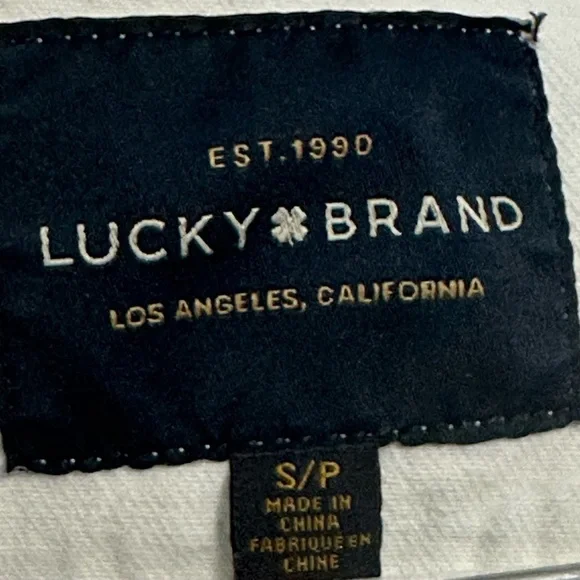 EST.1990
LUCKY BRAND
LOS ANGELES, CALIFORNIA
S/P
MADE IN
CHINA
FABRIQUE EN
CHINE